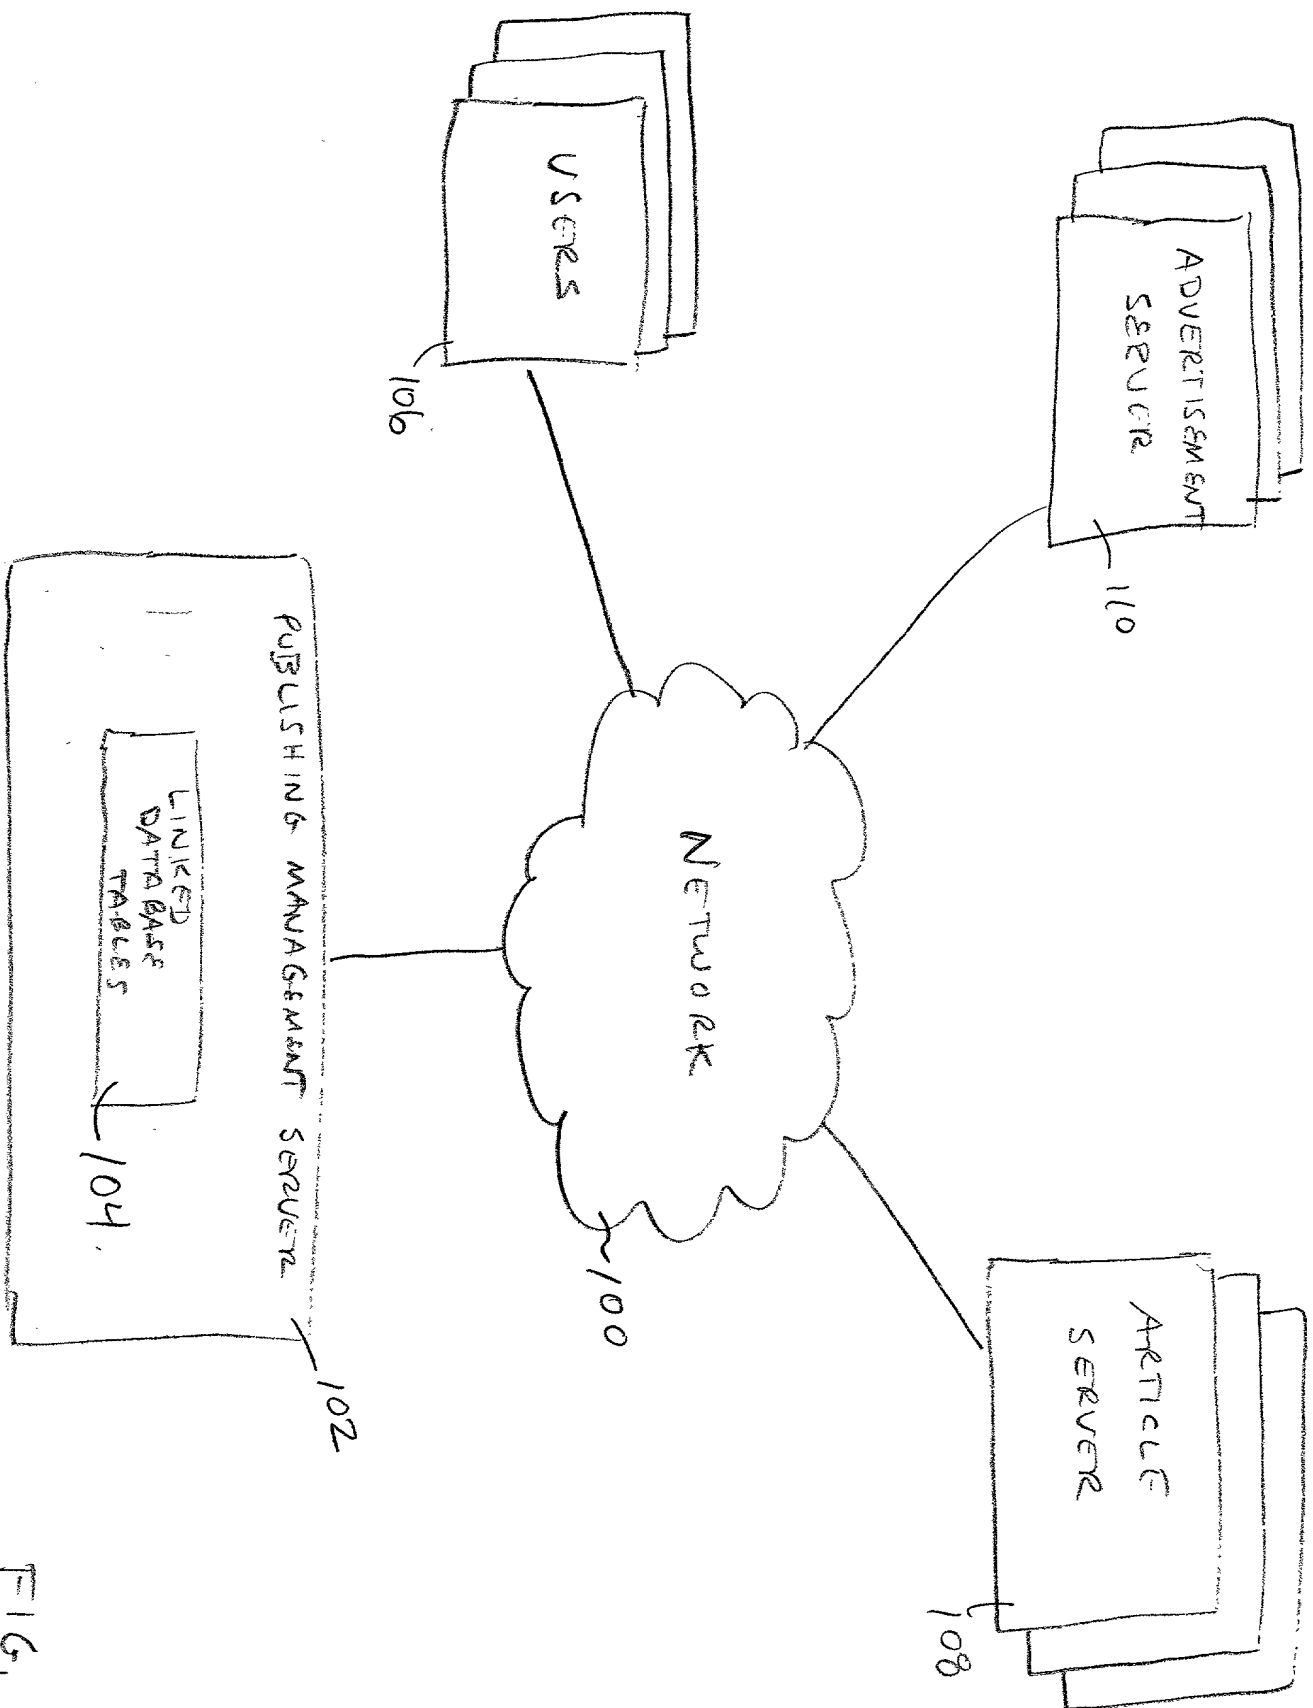 ADVERTISEMENT
SERVER
110
ARTICLE
SERVER
108
USERS
106
NETWORK
100
PUBLISHING MANAGEMENT SERVER
102
LINKED
DATABASE
TABLES
104.
FIG.